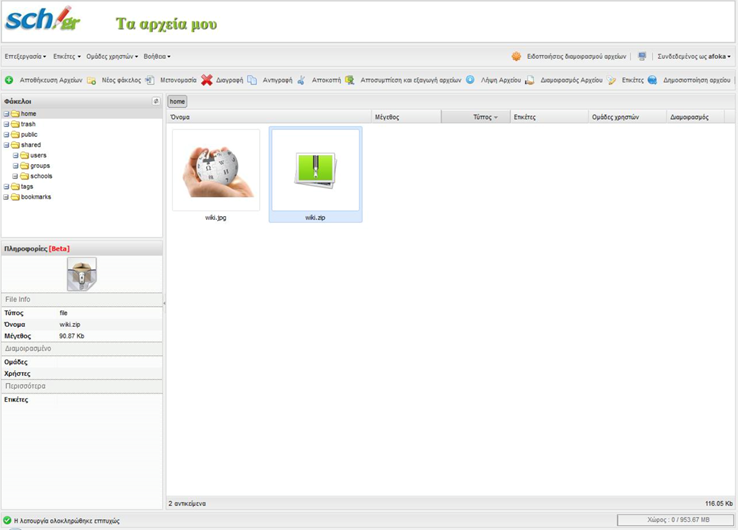 sch.gr
Τα αρχεία μου
Επεξεργασία Ετικέτες Ομάδες χρηστών Βοήθεια Ειδοποιήσεις διαμοιρασμού αρχείων Συνδεδεμένος ως afoka
Αποθήκευση Αρχείων Νέος φάκελος Μετονομασία Διαγραφή Αντιγραφή Αποκοπή Αποσυμπίεση και εξαγωγή αρχείων Λήψη Αρχείου Διαμοιρασμός Αρχείου Ετικέτες Δημοσίοποίηση αρχείου
Φάκελοι
home
trash
public
shared
users
groups
schools
tags
bookmarks
home
Όνομα Μέγεθος Τύπος Ετικέτες Ομάδες χρηστών Διαμοιρασμός
wiki.jpg wiki.zip
Πληροφορίες [Beta]
File Info
Τύπος file
Όνομα wiki.zip
Μέγεθος 90.87 Kb
Διαμοιρασμένο
Ομάδες
Χρήστες
Περισσότερα
Ετικέτες
2 αντικείμενα 116.05 Kb
Η λειτουργία ολοκληρώθηκε επιτυχώς Χώρος : 0 / 953.67 MB